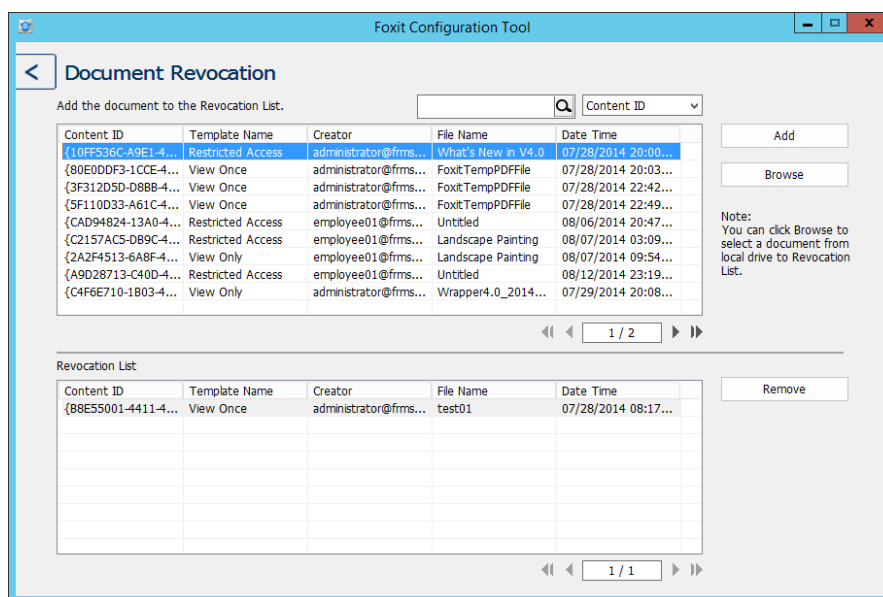 Foxit Configuration Tool
<
Document Revocation
Add the document to the Revocation List.
Content ID
Content ID Template Name Creator File Name Date Time
{10FF536C-A9E1-4... Restricted Access administrator@frms... What's New in V4.0 07/28/2014 20:00...
{80E0DDF3-1CCE-4... View Once administrator@frms... FoxitTempPDFFile 07/28/2014 20:03...
{3F312D5D-D8BB-4... View Once administrator@frms... FoxitTempPDFFile 07/28/2014 22:42...
{5F110D33-A61C-4... View Once administrator@frms... FoxitTempPDFFile 07/28/2014 22:49...
{CAD94824-13A0-4... Restricted Access employee01@frms... Untitled 08/06/2014 20:47...
{C2157AC5-DB9C-4... Restricted Access employee01@frms... Landscape Painting 08/07/2014 03:09...
{2A2F4513-6A8F-4... View Only employee01@frms... Landscape Painting 08/07/2014 09:54...
{A9D28713-C40D-4... Restricted Access employee01@frms... Untitled 08/12/2014 23:19...
{C4F6E710-1B03-4... View Only administrator@frms... Wrapper4.0_2014... 07/29/2014 20:08...
1 / 2
Add
Browse
Note:
You can click Browse to
select a document from
local drive to Revocation
List.
Revocation List
Content ID Template Name Creator File Name Date Time
{B8E55001-4411-4... View Once administrator@frms... test01 07/28/2014 08:17...
Remove
1 / 1